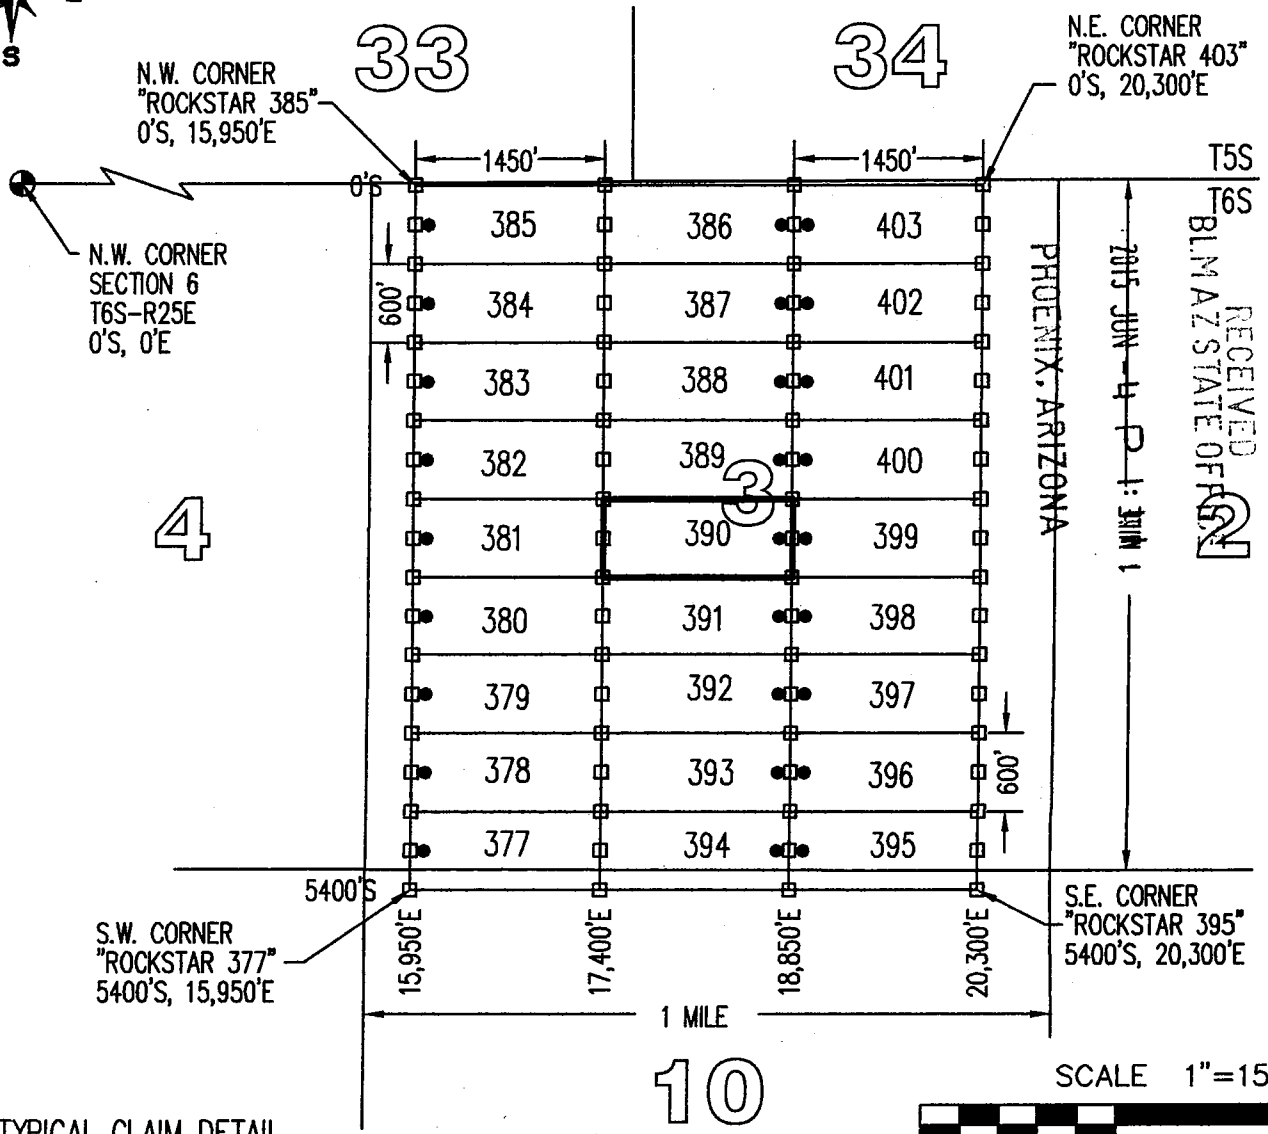 S
33
34
N.W. CORNER
"ROCKSTAR 385"
0'S, 15,950'E
N.E. CORNER
"ROCKSTAR 403"
0'S, 20,300'E
1450'
1450'
T5S
T6S
0'S
N.W. CORNER
SECTION 6
T6S-R25E
0'S, 0'E
600'
385
386
403
384
387
402
383
388
401
382
389
400
3
381
390
399
380
391
398
379
392
397
378
393
396
377
394
395
4
2
600'
RECEIVED
BLM AZ STATE OFFICE
2015 JUN -4 P 1:
PHOENIX, ARIZONA
1
5400'S
S.W. CORNER
"ROCKSTAR 377"
5400'S, 15,950'E
15,950'E
17,400'E
18,850'E
20,300'E
S.E. CORNER
"ROCKSTAR 395"
5400'S, 20,300'E
1 MILE
10
SCALE 1"=15
TYPICAL CLAIM DETAIL